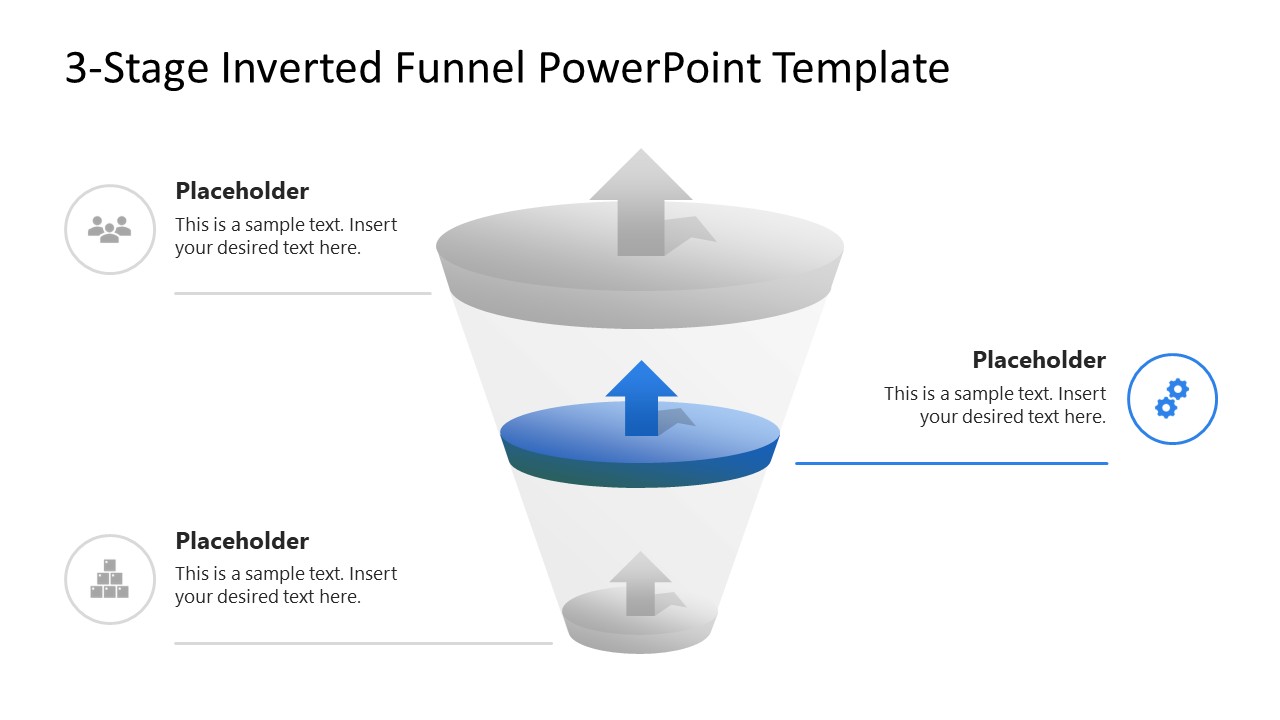 3-Stage Inverted Funnel PowerPoint Template
Placeholder
This is a sample text. Insert
your desired text here.
Placeholder
This is a sample text. Insert
your desired text here.
Placeholder
This is a sample text. Insert
your desired text here.